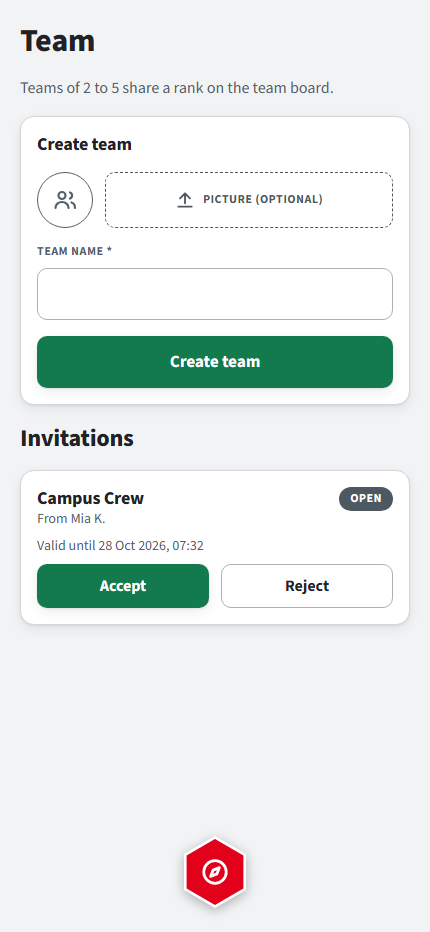 Team
Teams of 2 to 5 share a rank on the team board.
Create team
PICTURE (OPTIONAL)
TEAM NAME *
Create team
Invitations
Campus Crew
OPEN
From Mia K.
Valid until 28 Oct 2026, 07:32
Accept
Reject